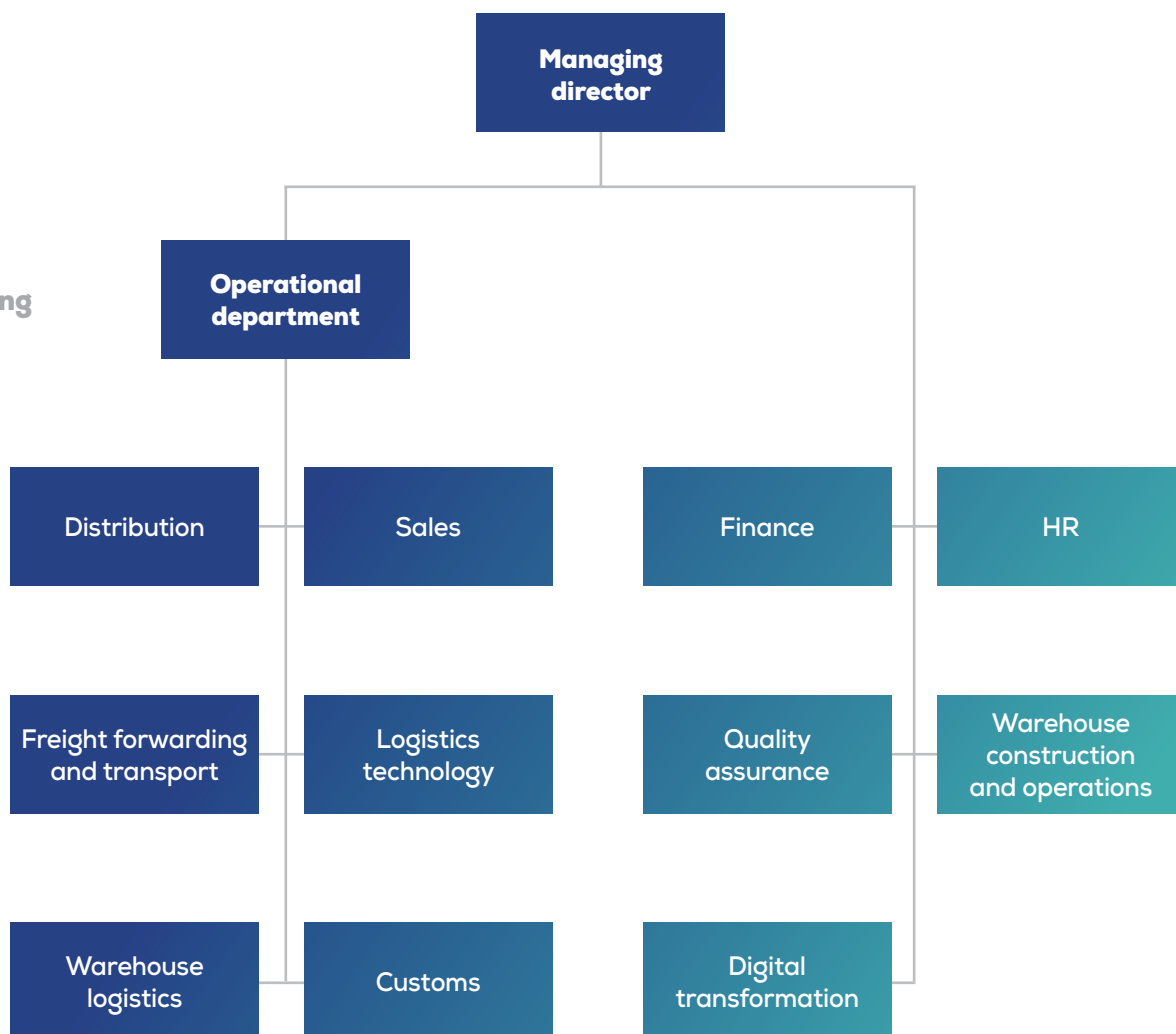 Managing
director
Operational
department
ng
Distribution
Sales
Finance
HR
Freight forwarding
and transport
Logistics
technology
Quality
assurance
Warehouse
construction
and operations
Warehouse
logistics
Customs
Digital
transformation